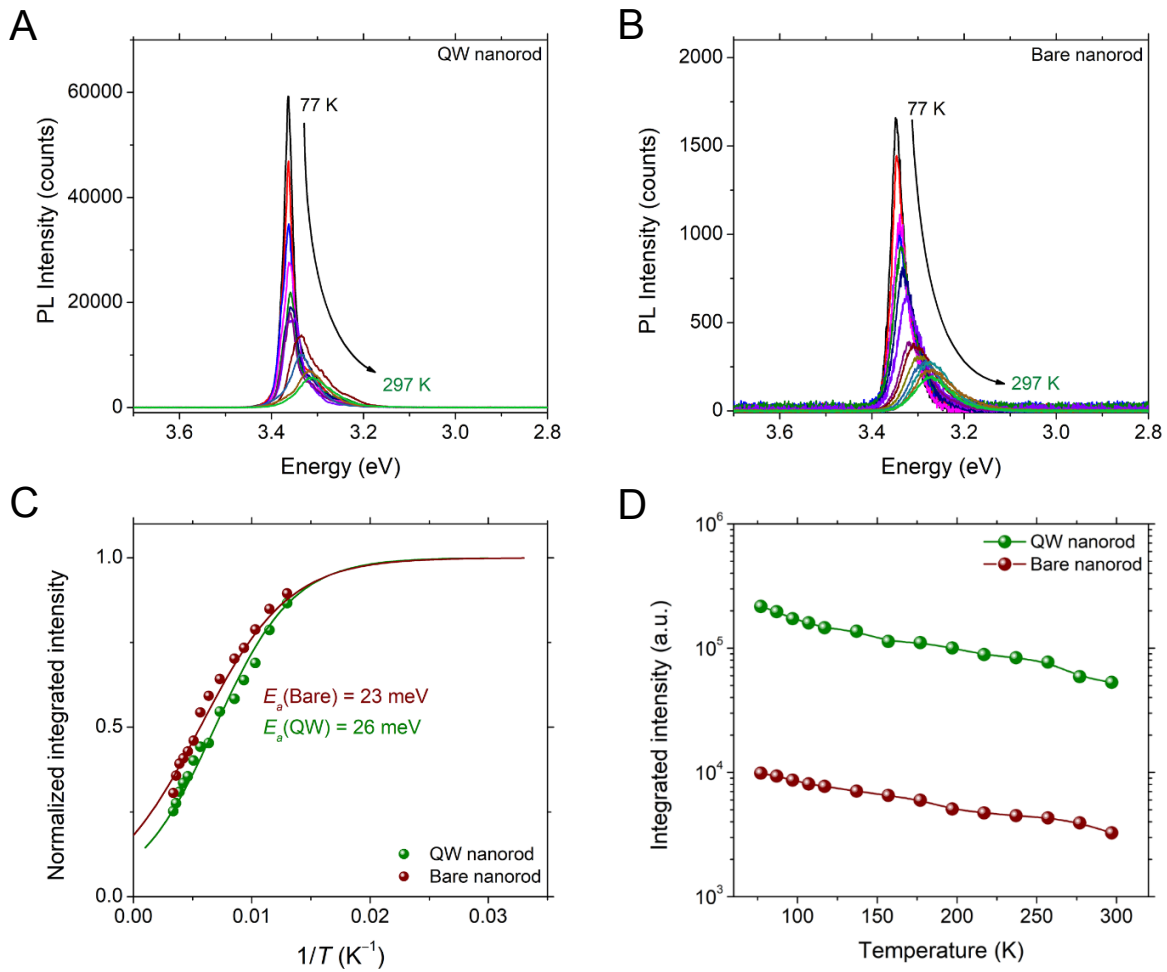 A
QW nanorod
77 K
297 K
60000
40000
20000
0
PL Intensity (counts)
3.6 3.4 3.2 3.0 2.8
Energy (eV)
B
Bare nanorod
77 K
297 K
2000
1500
1000
500
0
PL Intensity (counts)
3.6 3.4 3.2 3.0 2.8
Energy (eV)
C
1.0
0.5
0.0
Normalized integrated intensity
Eₐ(Bare) = 23 meV
Eₐ(QW) = 26 meV
QW nanorod
Bare nanorod
0.00 0.01 0.02 0.03
1/T (K⁻¹)
D
QW nanorod
Bare nanorod
10⁶
10⁵
10⁴
10³
Integrated intensity (a.u.)
100 150 200 250 300
Temperature (K)